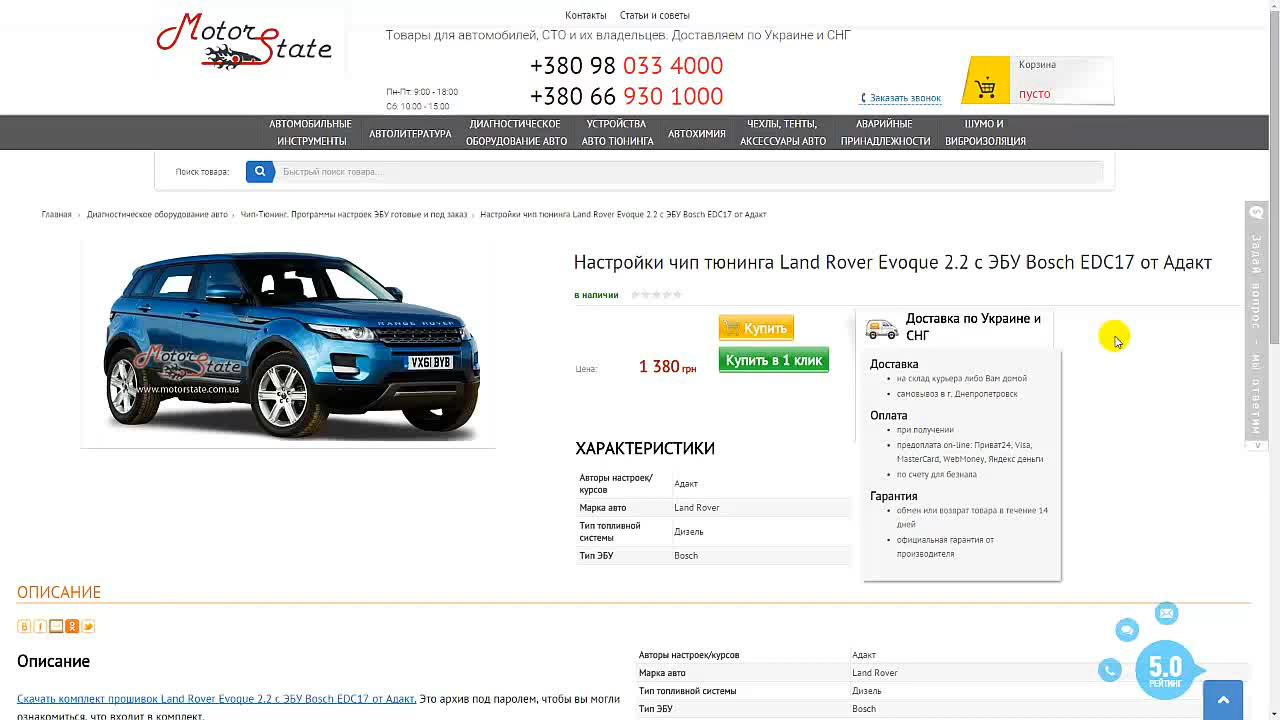 Контакты Статьи и советы
Motor State
Товары для автомобилей, СТО и их владельцев. Доставляем по Украине и СНГ
+380 98 033 4000
+380 66 930 1000
Пн-Пт: 9:00 - 18:00
Сб: 10.00 - 15.00
Заказать звонок
Корзина
пусто
АВТОМОБИЛЬНЫЕ ИНСТРУМЕНТЫ
АВТОЛИТЕРАТУРА
ДИАГНОСТИЧЕСКОЕ ОБОРУДОВАНИЕ АВТО
УСТРОЙСТВА АВТО ТЮНИНГА
АВТОХИМИЯ
ЧЕХЛЫ, ТЕНТЫ, АКСЕССУАРЫ АВТО
АВАРИЙНЫЕ ПРИНАДЛЕЖНОСТИ
ШУМО И ВИБРОИЗОЛЯЦИЯ
Поиск товара: Быстрый поиск товара....
Главная › Диагностическое оборудование авто › Чип-Тюнинг. Программы настроек ЭБУ готовые и под заказ › Настройки чип тюнинга Land Rover Evoque 2.2 с ЭБУ Bosch EDC17 от Адакт
RANGE ROVER
VX61 BYB
Motor State
www.motorstate.com.ua
Настройки чип тюнинга Land Rover Evoque 2.2 с ЭБУ Bosch EDC17 от Адакт
в наличии
Цена: 1 380 грн
Купить
Купить в 1 клик
Доставка по Украине и
СНГ
Доставка
на склад курьера либо Вам домой
самовывоз в г. Днепропетровск
Оплата
при получении
предоплата on-line: Приват24, Visa,
MasterCard, WebMoney, Яндекс деньги
по счету для безнала
Гарантия
обмен или возврат товара в течение 14
дней
официальная гарантия от
производителя
ХАРАКТЕРИСТИКИ
Авторы настроек/
курсов Адакт
Марка авто Land Rover
Тип топливной
системы Дизель
Тип ЭБУ Bosch
Задай вопрос - мы ответим
ОПИСАНИЕ
Описание
Скачать комплект прошивок Land Rover Evoque 2.2 с ЭБУ Bosch EDC17 от Адакт. Это архив под паролем, чтобы вы могли
ознакомиться, что входит в комплект.
Авторы настроек/курсов Адакт
Марка авто Land Rover
Тип топливной системы Дизель
Тип ЭБУ Bosch
5.0
РЕЙТИНГ